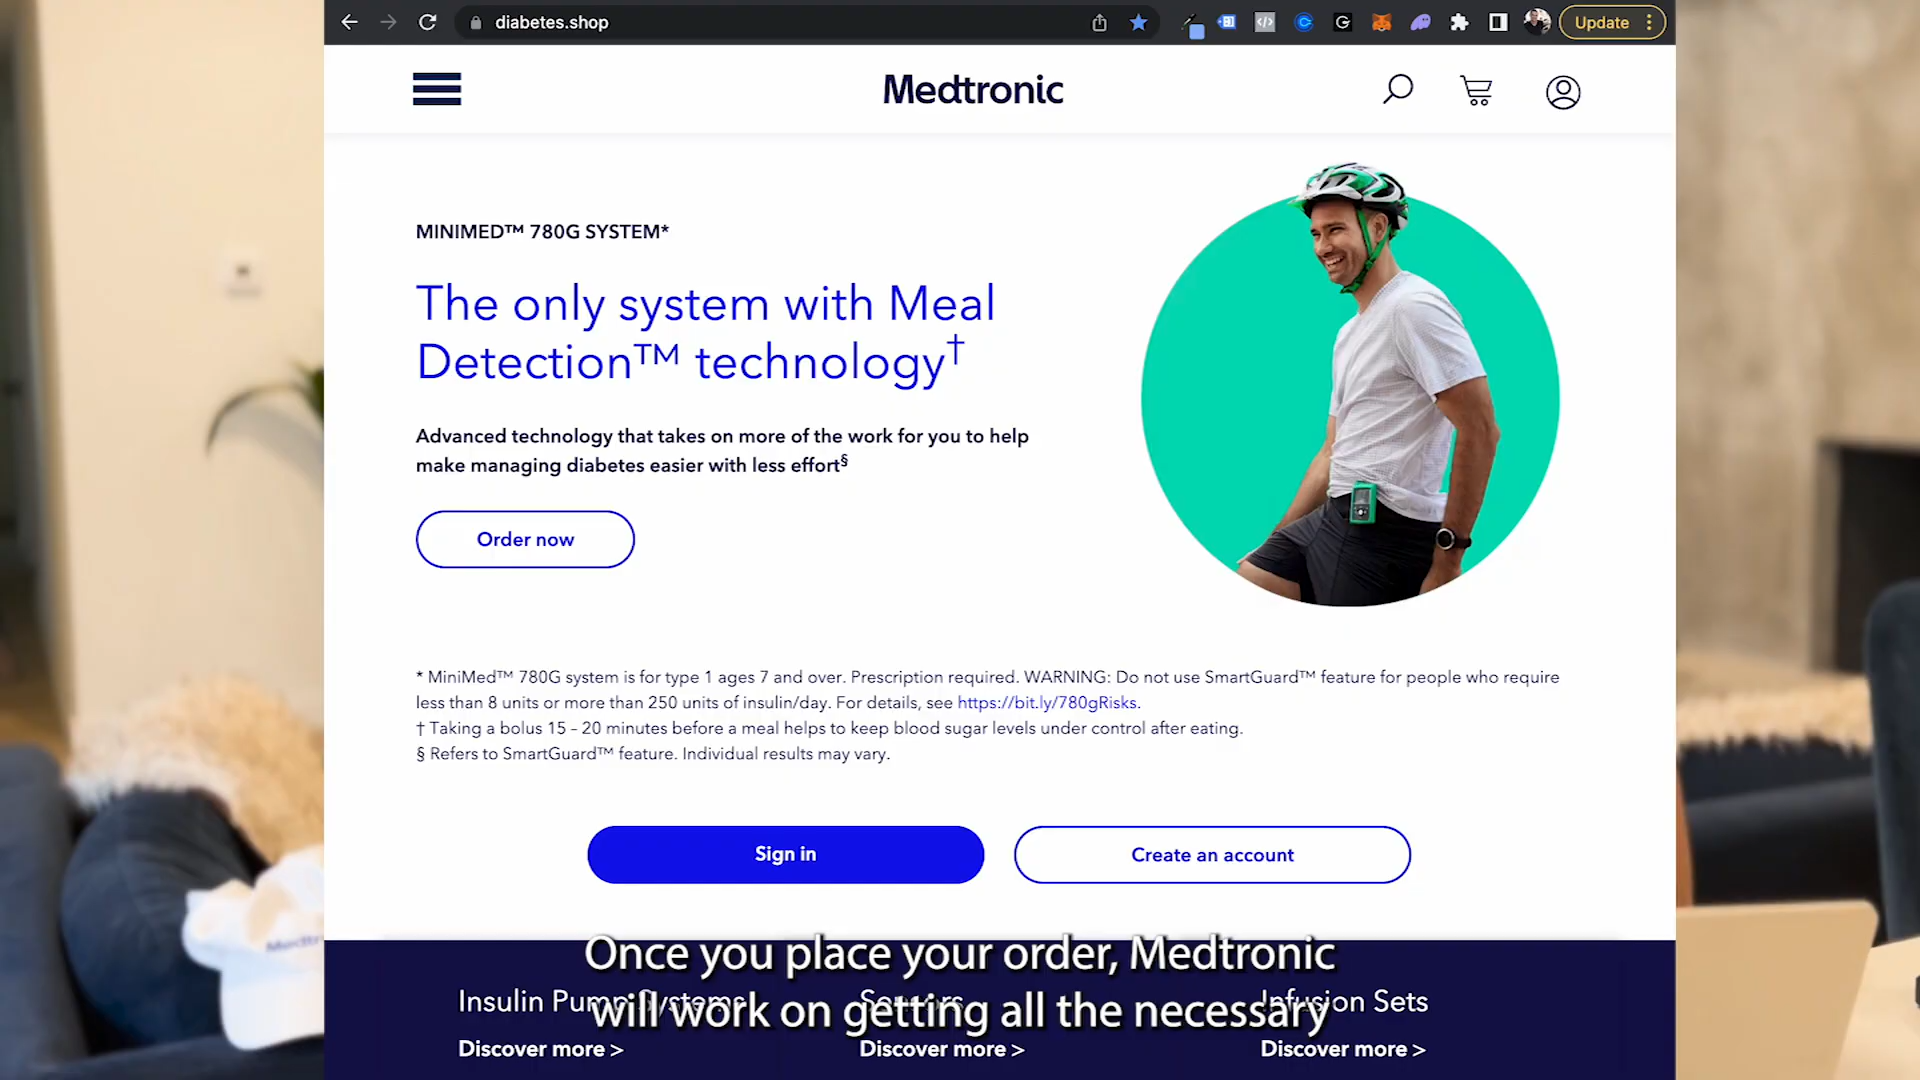 diabetes.shop
Update
Medtronic
MINIMED™ 780G SYSTEM*
The only system with Meal
Detection™ technology†
Advanced technology that takes on more of the work for you to help
make managing diabetes easier with less effort§
Order now
* MiniMed™ 780G system is for type 1 ages 7 and over. Prescription required. WARNING: Do not use SmartGuard™ feature for people who require
less than 8 units or more than 250 units of insulin/day. For details, see https://bit.ly/780gRisks.
† Taking a bolus 15 – 20 minutes before a meal helps to keep blood sugar levels under control after eating.
§ Refers to SmartGuard™ feature. Individual results may vary.
Sign in
Create an account
Once you place your order, Medtronic
will work on getting all the necessary
Insulin Pump Systems
Sensors
Infusion Sets
Discover more >
Discover more >
Discover more >